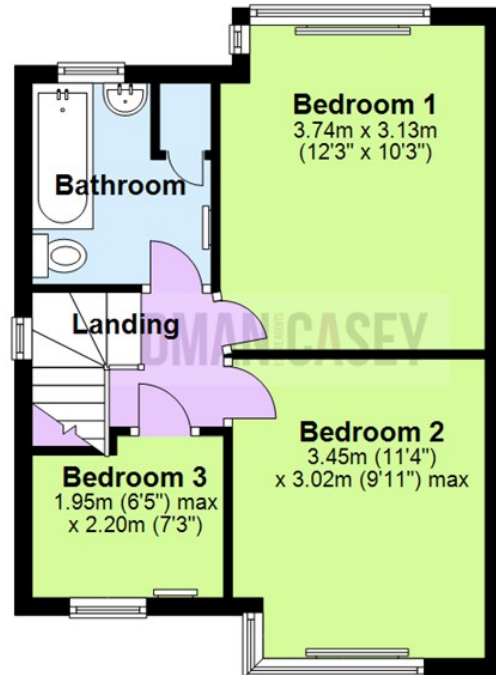 Bedroom 1
3.74m x 3.13m
(12'3" x 10'3")
Bathroom
Landing
DMAN CASEY
Bedroom 2
3.45m (11'4")
x 3.02m (9'11") max
Bedroom 3
1.95m (6'5") max
x 2.20m (7'3")